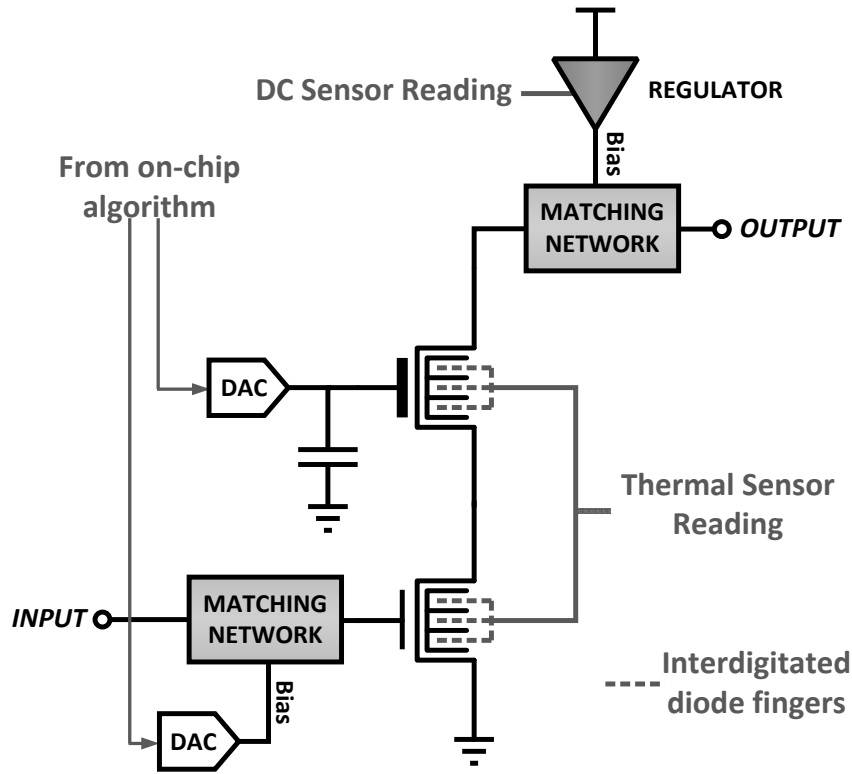 DC Sensor Reading
REGULATOR
Bias
From on-chip
algorithm
MATCHING
NETWORK
OUTPUT
DAC
Thermal Sensor
Reading
INPUT
MATCHING
NETWORK
Bias
DAC
Interdigitated
diode fingers